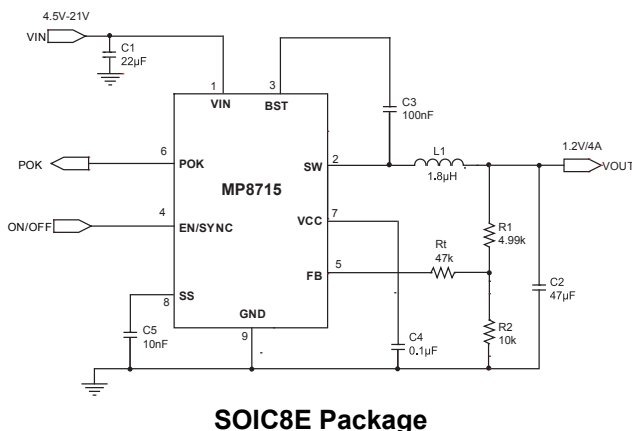 4.5V-21V
VIN
C1
22µF
1
3
VIN
BST
C3
100nF
6
POK
POK
SW
2
L1
1.8µH
1.2V/4A
VOUT
MP8715
4
ON/OFF
EN/SYNC
VCC
7
R1
4.99k
Rt
47k
FB
5
C2
47µF
SS
8
GND
9
C5
10nF
C4
0.1µF
R2
10k
SOIC8E Package